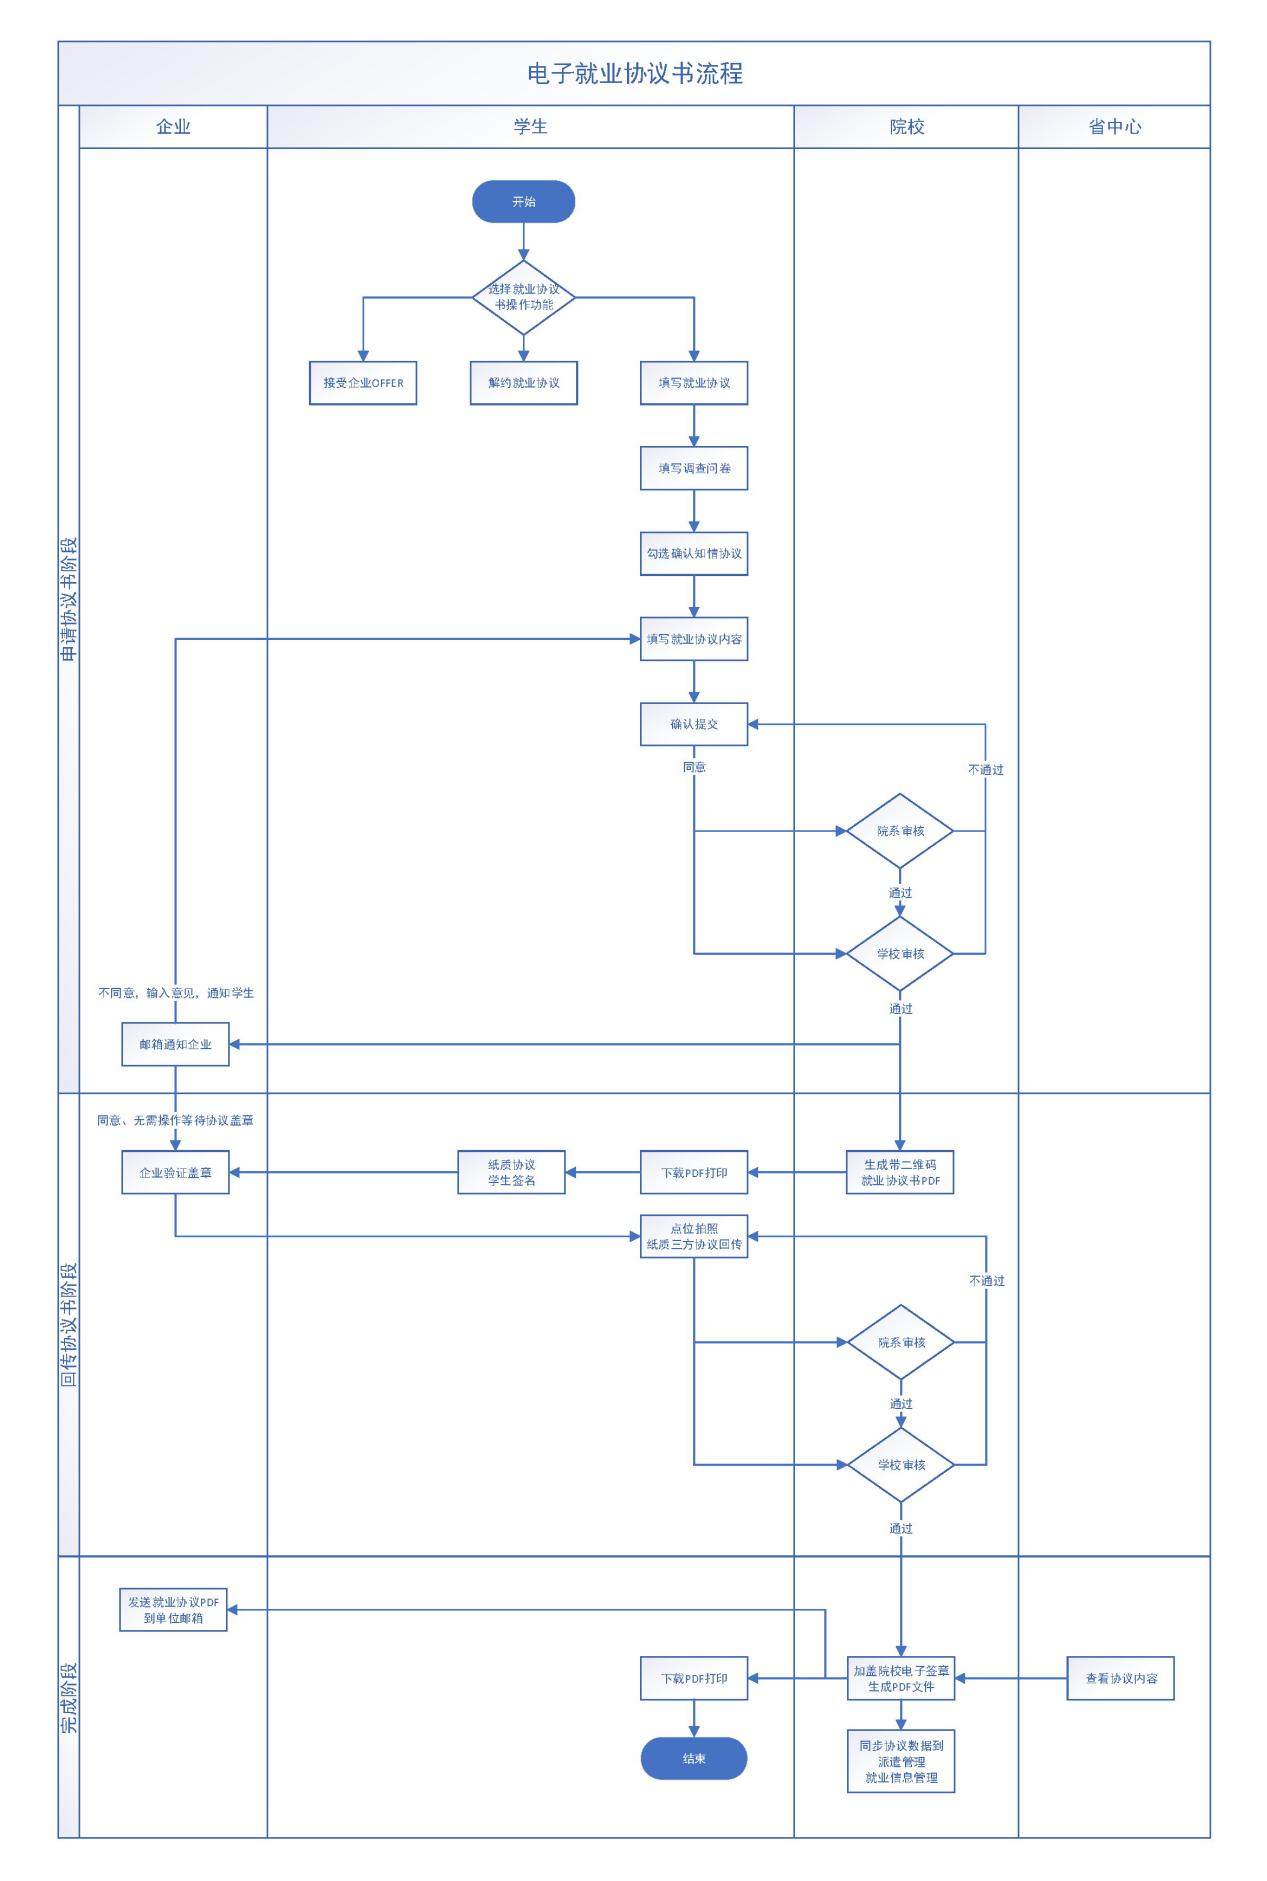 电子就业协议书流程
企业
学生
院校
省中心
申请协议书阶段
开始
选择就业协议
书操作功能
接受企业OFFER
解约就业协议
填写就业协议
填写调查问卷
勾选确认知情协议
填写就业协议内容
确认提交
同意
不通过
院系审核
通过
学校审核
不同意，输入意见，通知学生
通过
邮箱通知企业
回传协议书阶段
同意、无需操作等待协议盖章
企业验证盖章
纸质协议
学生签名
下载PDF打印
生成带二维码
就业协议书PDF
点位拍照
纸质三方协议回传
不通过
院系审核
通过
学校审核
通过
完成阶段
发送就业协议PDF
到单位邮箱
下载PDF打印
加盖院校电子签章
生成PDF文件
查看协议内容
结束
同步协议数据到
派遣管理
就业信息管理